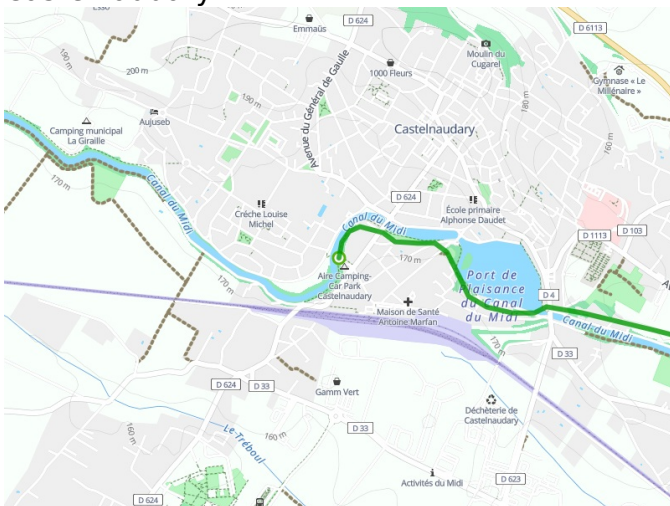 D 624
Emmaüs
D 6113
Moulin du
Cugarel
Gymnase « Le
Millénaire »
190 m
200 m
1000 Fleurs
Avenue du Général de Gaulle
190 m
180 m
160 m
Camping municipal
La Giraille
Aujuseb
Castelnaudary
170 m
Canal du Midi
D 624
Crèche Louise
Michel
École primaire
Alphonse Daudet
Canal du Midi
D 1113
D 103
170 m
Aire Camping-
Car Park
Castelnaudary
Port de
Plaisance
du Canal
du Midi
170 m
D 4
Maison de Santé
Antoine Marfan
Canal du Midi
170 m
D 33
D 624
D 33
Gamm Vert
Déchèterie de
Castelnaudary
D 33
Le Tréboul
160 m
160 m
Activités du Midi
D 623
D 624